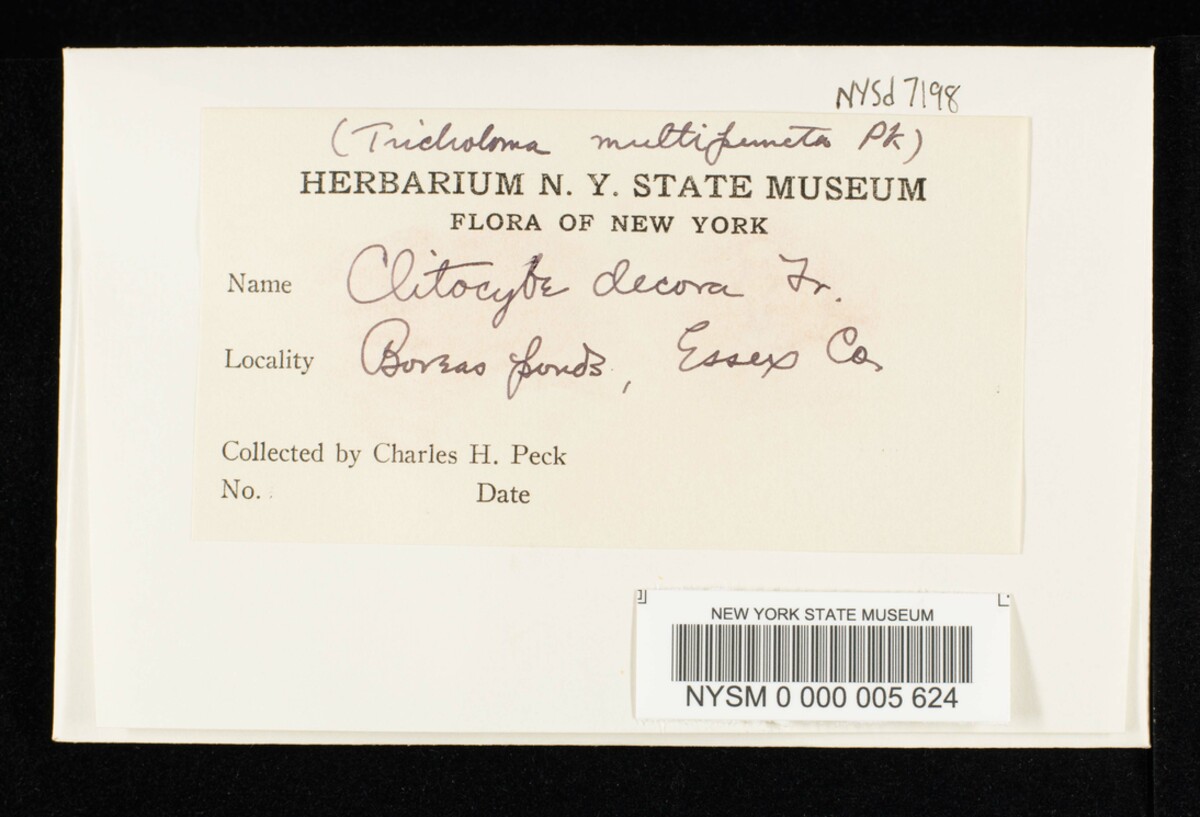 NYSd 7198
(Tricholoma multipuncta Pk)
HERBARIUM N. Y. STATE MUSEUM
FLORA OF NEW YORK
Name Clitocybe decora Fr.
Locality Boreas ponds, Essex Co.
Collected by Charles H. Peck
No. Date
NEW YORK STATE MUSEUM
NYSM 0 000 005 624